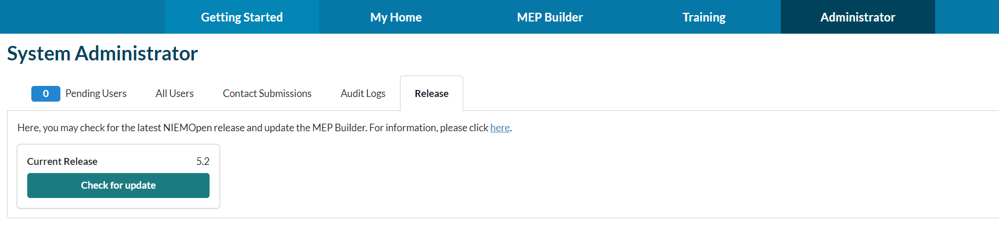 Getting Started My Home MEP Builder Training Administrator
System Administrator
0 Pending Users All Users Contact Submissions Audit Logs Release
Here, you may check for the latest NIEMOpen release and update the MEP Builder. For information, please click here.
Current Release 5.2
Check for update